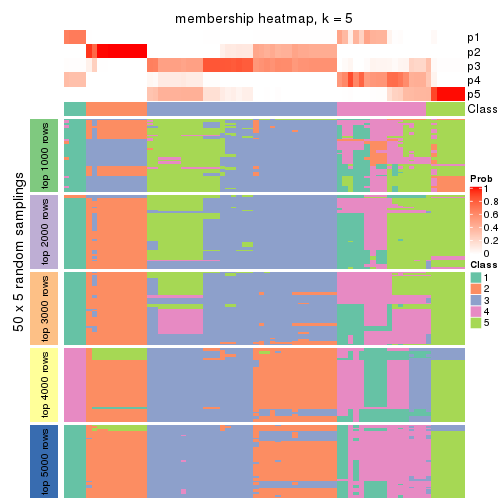 membership heatmap, k = 5
p1
p2
p3
p4
p5
Class
50 x 5 random samplings
top 1000 rows
top 2000 rows
top 3000 rows
top 4000 rows
top 5000 rows
Prob
1
0.8
0.6
0.4
0.2
0
Class
1
2
3
4
5